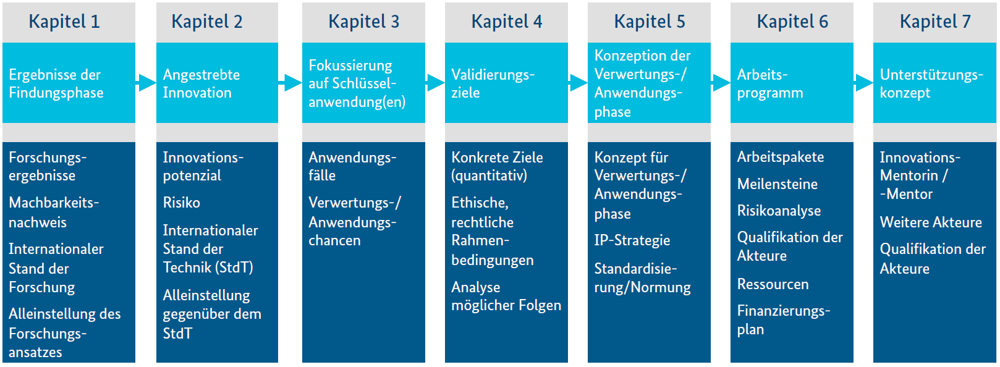 Kapitel 1
Ergebnisse der
Findungsphase
Forschungs-
ergebnisse
Machbarkeits-
nachweis
Internationaler
Stand der
Forschung
Alleinstellung des
Forschungs-
ansatzes
Kapitel 2
Angestrebte
Innovation
Innovations-
potenzial
Risiko
Internationaler
Stand der
Technik (StdT)
Alleinstellung
gegenüber dem
StdT
Kapitel 3
Fokussierung
auf Schlüssel-
anwendung(en)
Anwendungs-
fälle
Verwertungs-/
Anwendungs-
chancen
Kapitel 4
Validierungs-
ziele
Konkrete Ziele
(quantitativ)
Ethische,
rechtliche
Rahmen-
bedingungen
Analyse
möglicher Folgen
Kapitel 5
Konzeption der
Verwertungs-/
Anwendungs-
phase
Konzept für
Verwertungs-/
Anwendungs-
phase
IP-Strategie
Standardisie-
rung/Normung
Kapitel 6
Arbeits-
programm
Arbeitspakete
Meilensteine
Risikoanalyse
Qualifikation der
Akteure
Ressourcen
Finanzierungs-
plan
Kapitel 7
Unterstützungs-
konzept
Innovations-
Mentorin /
-Mentor
Weitere Akteure
Qualifikation der
Akteure